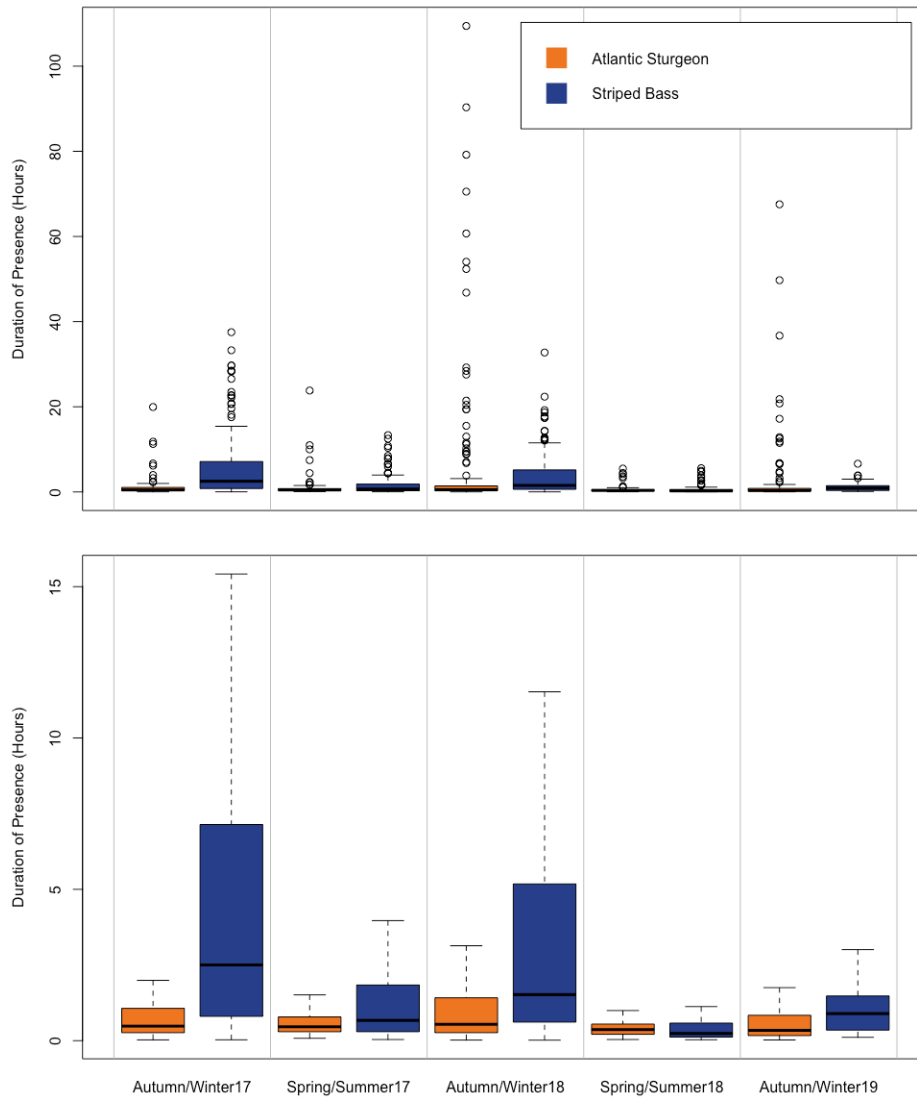 Atlantic Sturgeon
Striped Bass
Duration of Presence (Hours)
100
80
60
40
20
0
Duration of Presence (Hours)
15
10
5
0
Autumn/Winter17 Spring/Summer17 Autumn/Winter18 Spring/Summer18 Autumn/Winter19